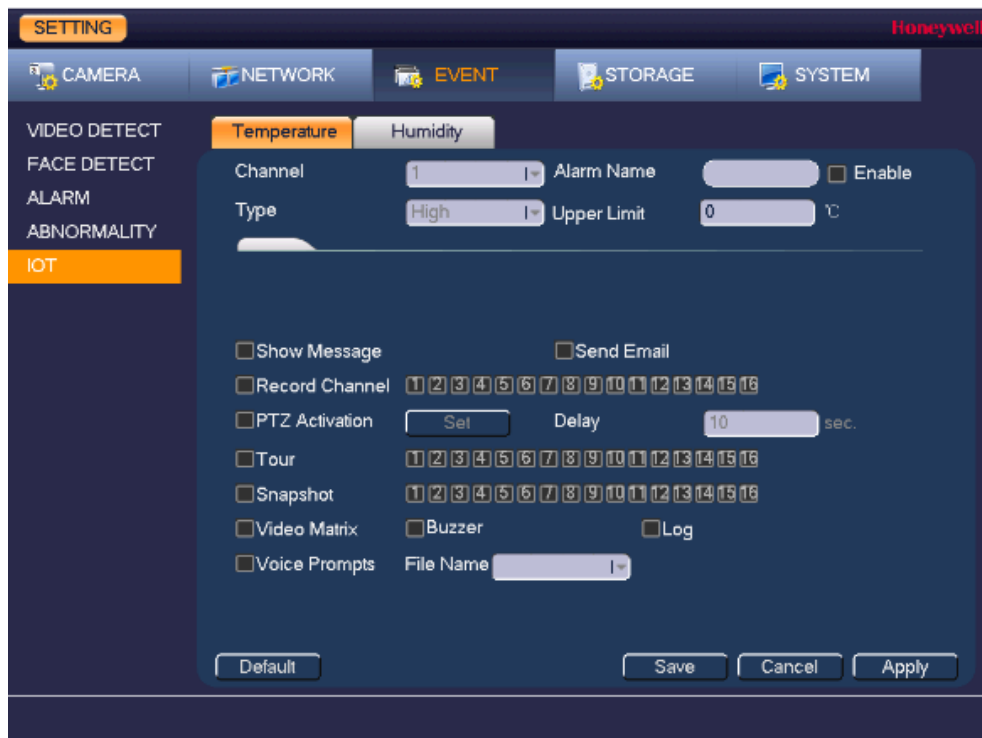 SETTING
Honeywell
CAMERA NETWORK EVENT STORAGE SYSTEM
VIDEO DETECT
FACE DETECT
ALARM
ABNORMALITY
IOT
Temperature Humidity
Channel 1 Alarm Name Enable
Type High Upper Limit 0 °C
Show Message Send Email
Record Channel 1 2 3 4 5 6 7 8 9 10 11 12 13 14 15 16
PTZ Activation Set Delay 10 sec.
Tour 1 2 3 4 5 6 7 8 9 10 11 12 13 14 15 16
Snapshot 1 2 3 4 5 6 7 8 9 10 11 12 13 14 15 16
Video Matrix Buzzer Log
Voice Prompts File Name
Default Save Cancel Apply